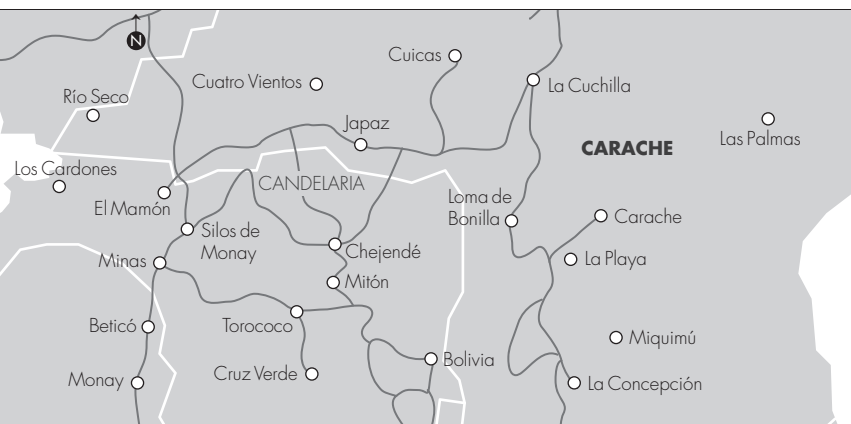 N
Cuicas
Cuatro Vientos
La Cuchilla
Río Seco
Japaz
CARACHE
Las Palmas
Los Cardones
CANDELARIA
El Mamón
Loma de
Bonilla
Carache
Silos de
Monay
Chejendé
Minas
La Playa
Mitón
Beticó
Torococo
Miquimú
Bolivia
Cruz Verde
Monay
La Concepción